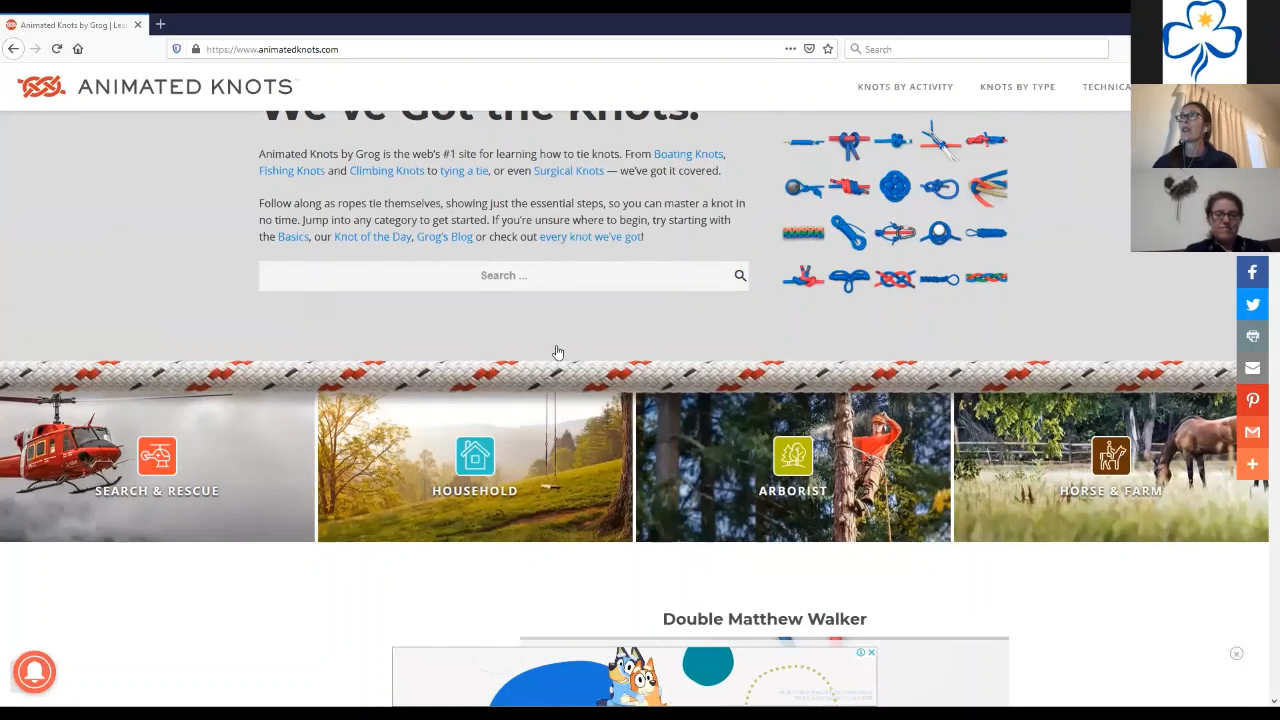 Animated Knots by Grog | Lea
https://www.animatedknots.com
Search
ANIMATED KNOTS
KNOTS BY ACTIVITY
KNOTS BY TYPE
TECHNICA
We've Got the Knots.
Animated Knots by Grog is the web's #1 site for learning how to tie knots. From Boating Knots,
Fishing Knots and Climbing Knots to tying a tie, or even Surgical Knots — we've got it covered.
Follow along as ropes tie themselves, showing just the essential steps, so you can master a knot in
no time. Jump into any category to get started. If you're unsure where to begin, try starting with
the Basics, our Knot of the Day, Grog's Blog or check out every knot we've got!
Search ...
SEARCH & RESCUE
HOUSEHOLD
ARBORIST
HORSE & FARM
Double Matthew Walker